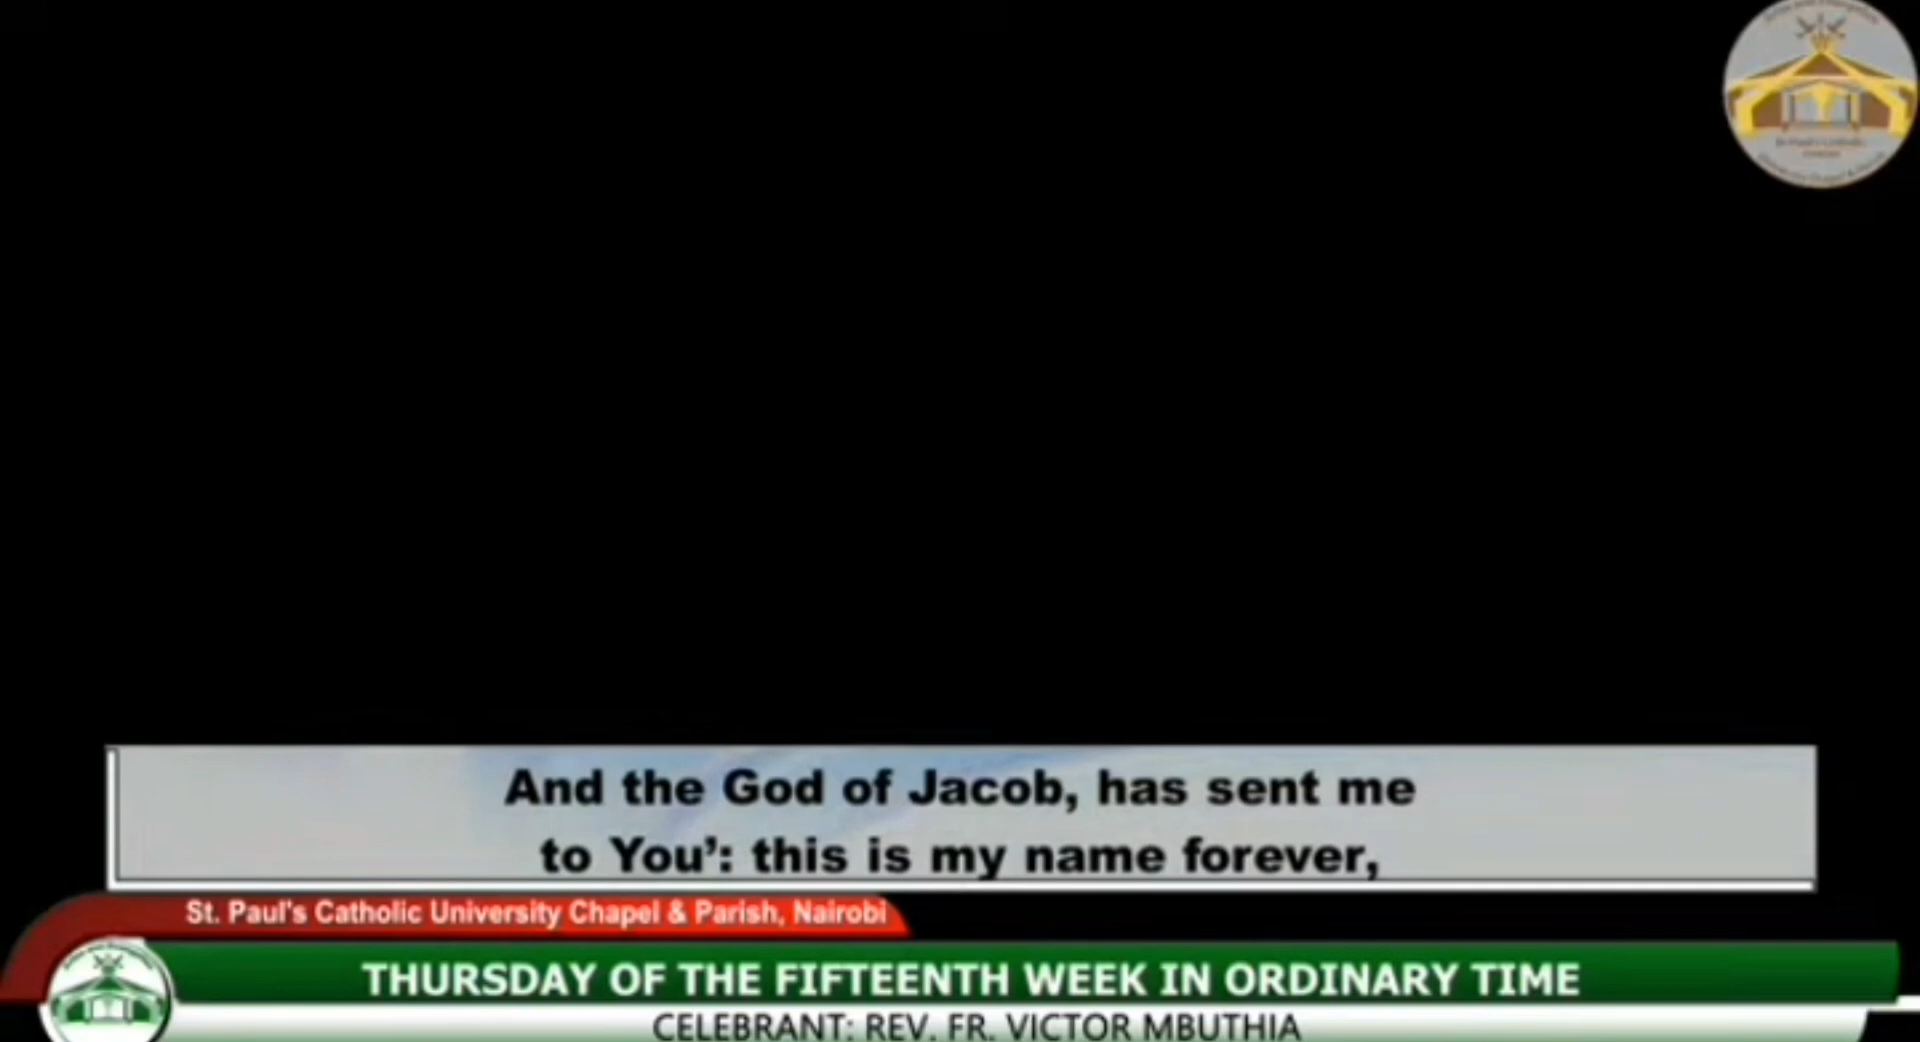 And the God of Jacob, has sent me
to You’: this is my name forever,
St. Paul's Catholic University Chapel & Parish, Nairobi
THURSDAY OF THE FIFTEENTH WEEK IN ORDINARY TIME
CELEBRANT: REV. FR. VICTOR MBUTHIA